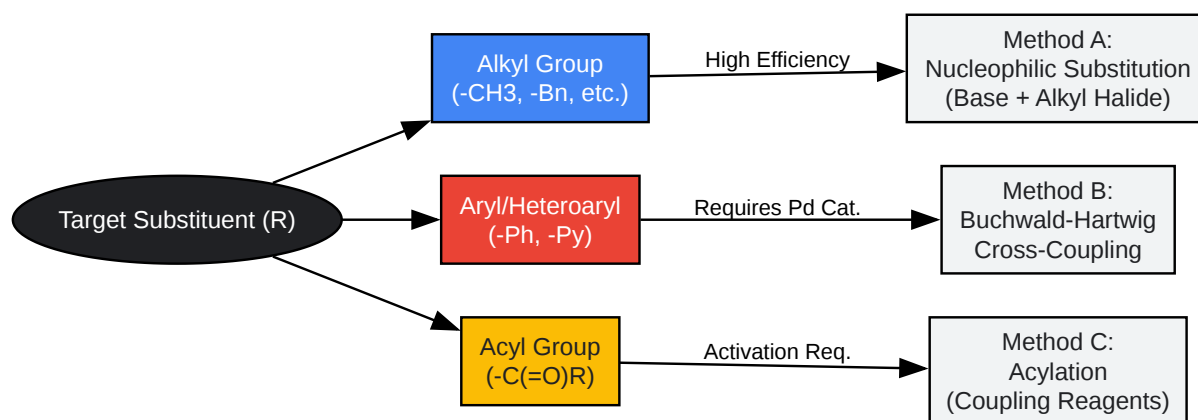 Target Substituent (R)
Alkyl Group
(-CH3, -Bn, etc.)
High Efficiency
Method A:
Nucleophilic Substitution
(Base + Alkyl Halide)
Aryl/Heteroaryl
(-Ph, -Py)
Requires Pd Cat.
Method B:
Buchwald-Hartwig
Cross-Coupling
Acyl Group
(-C(=O)R)
Activation Req.
Method C:
Acylation
(Coupling Reagents)